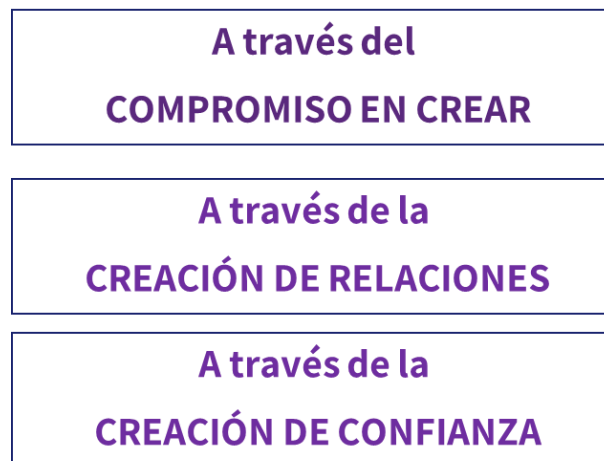 A través del
COMPROMISO EN CREAR
A través de la
CREACIÓN DE RELACIONES
A través de la
CREACIÓN DE CONFIANZA